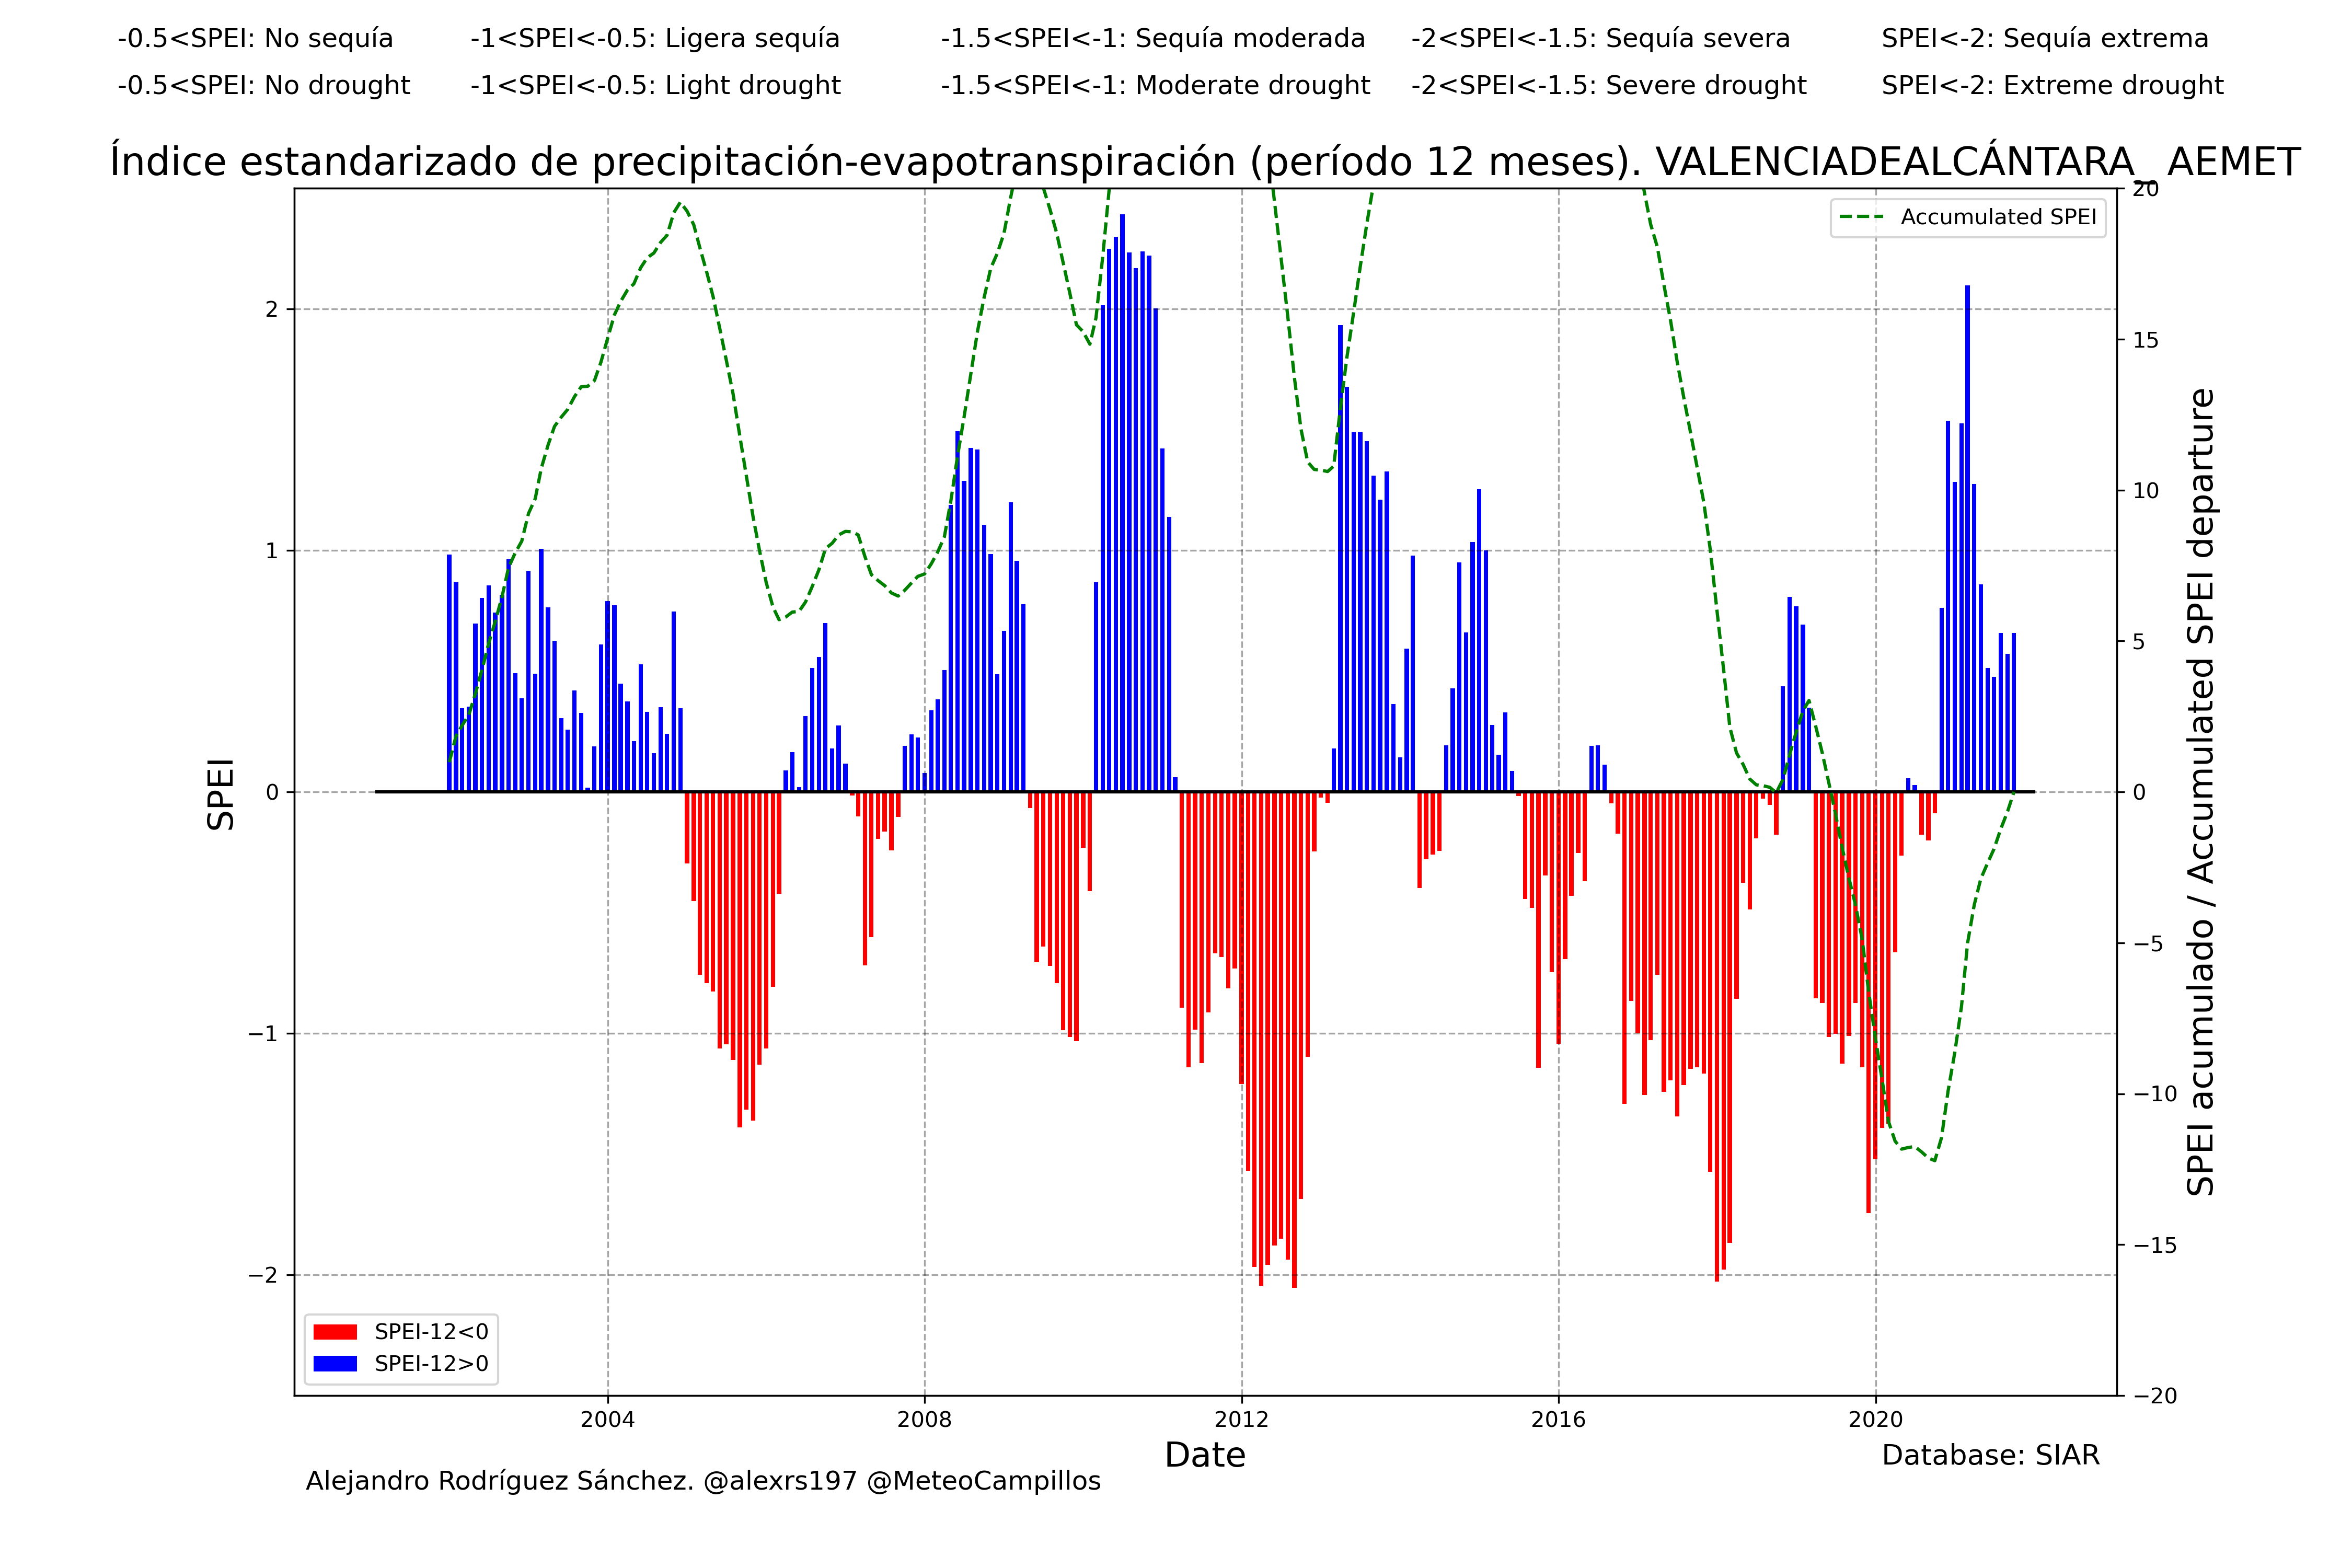 -0.5<SPEI: No sequía -1<SPEI<-0.5: Ligera sequía -1.5<SPEI<-1: Sequía moderada -2<SPEI<-1.5: Sequía severa SPEI<-2: Sequía extrema
-0.5<SPEI: No drought -1<SPEI<-0.5: Light drought -1.5<SPEI<-1: Moderate drought -2<SPEI<-1.5: Severe drought SPEI<-2: Extreme drought
Índice estandarizado de precipitación-evapotranspiración (período 12 meses). VALENCIADEALCÁNTARA_ AEMET
Accumulated SPEI
2
1
0
−1
−2
SPEI
20
15
10
5
0
−5
−10
−15
−20
SPEI acumulado / Accumulated SPEI departure
SPEI-12<0
SPEI-12>0
2004 2008 2012 2016 2020
Date
Database: SIAR
Alejandro Rodríguez Sánchez. @alexrs197 @MeteoCampillos